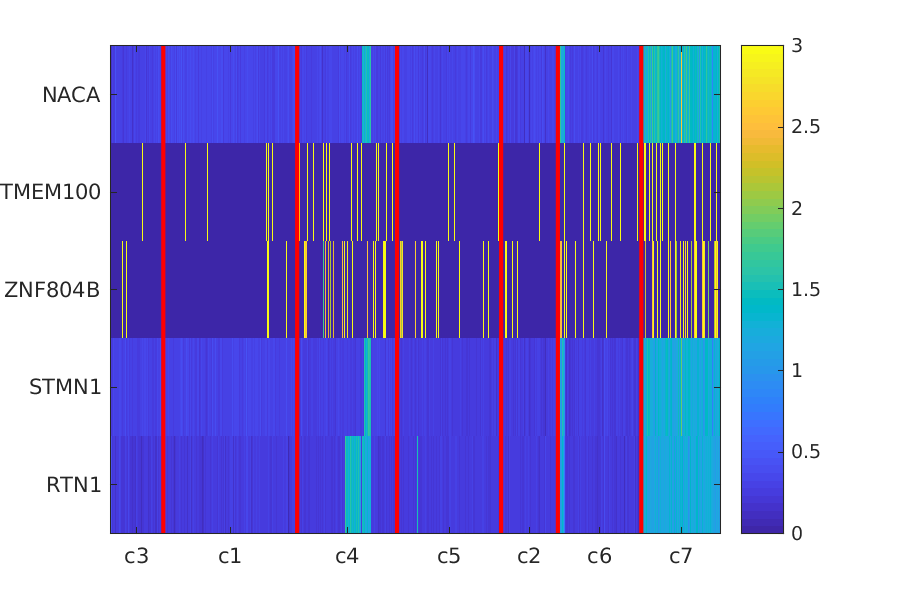 NACA
TMEM100
ZNF804B
STMN1
RTN1
c3 c1 c4 c5 c2 c6 c7
3
2.5
2
1.5
1
0.5
0